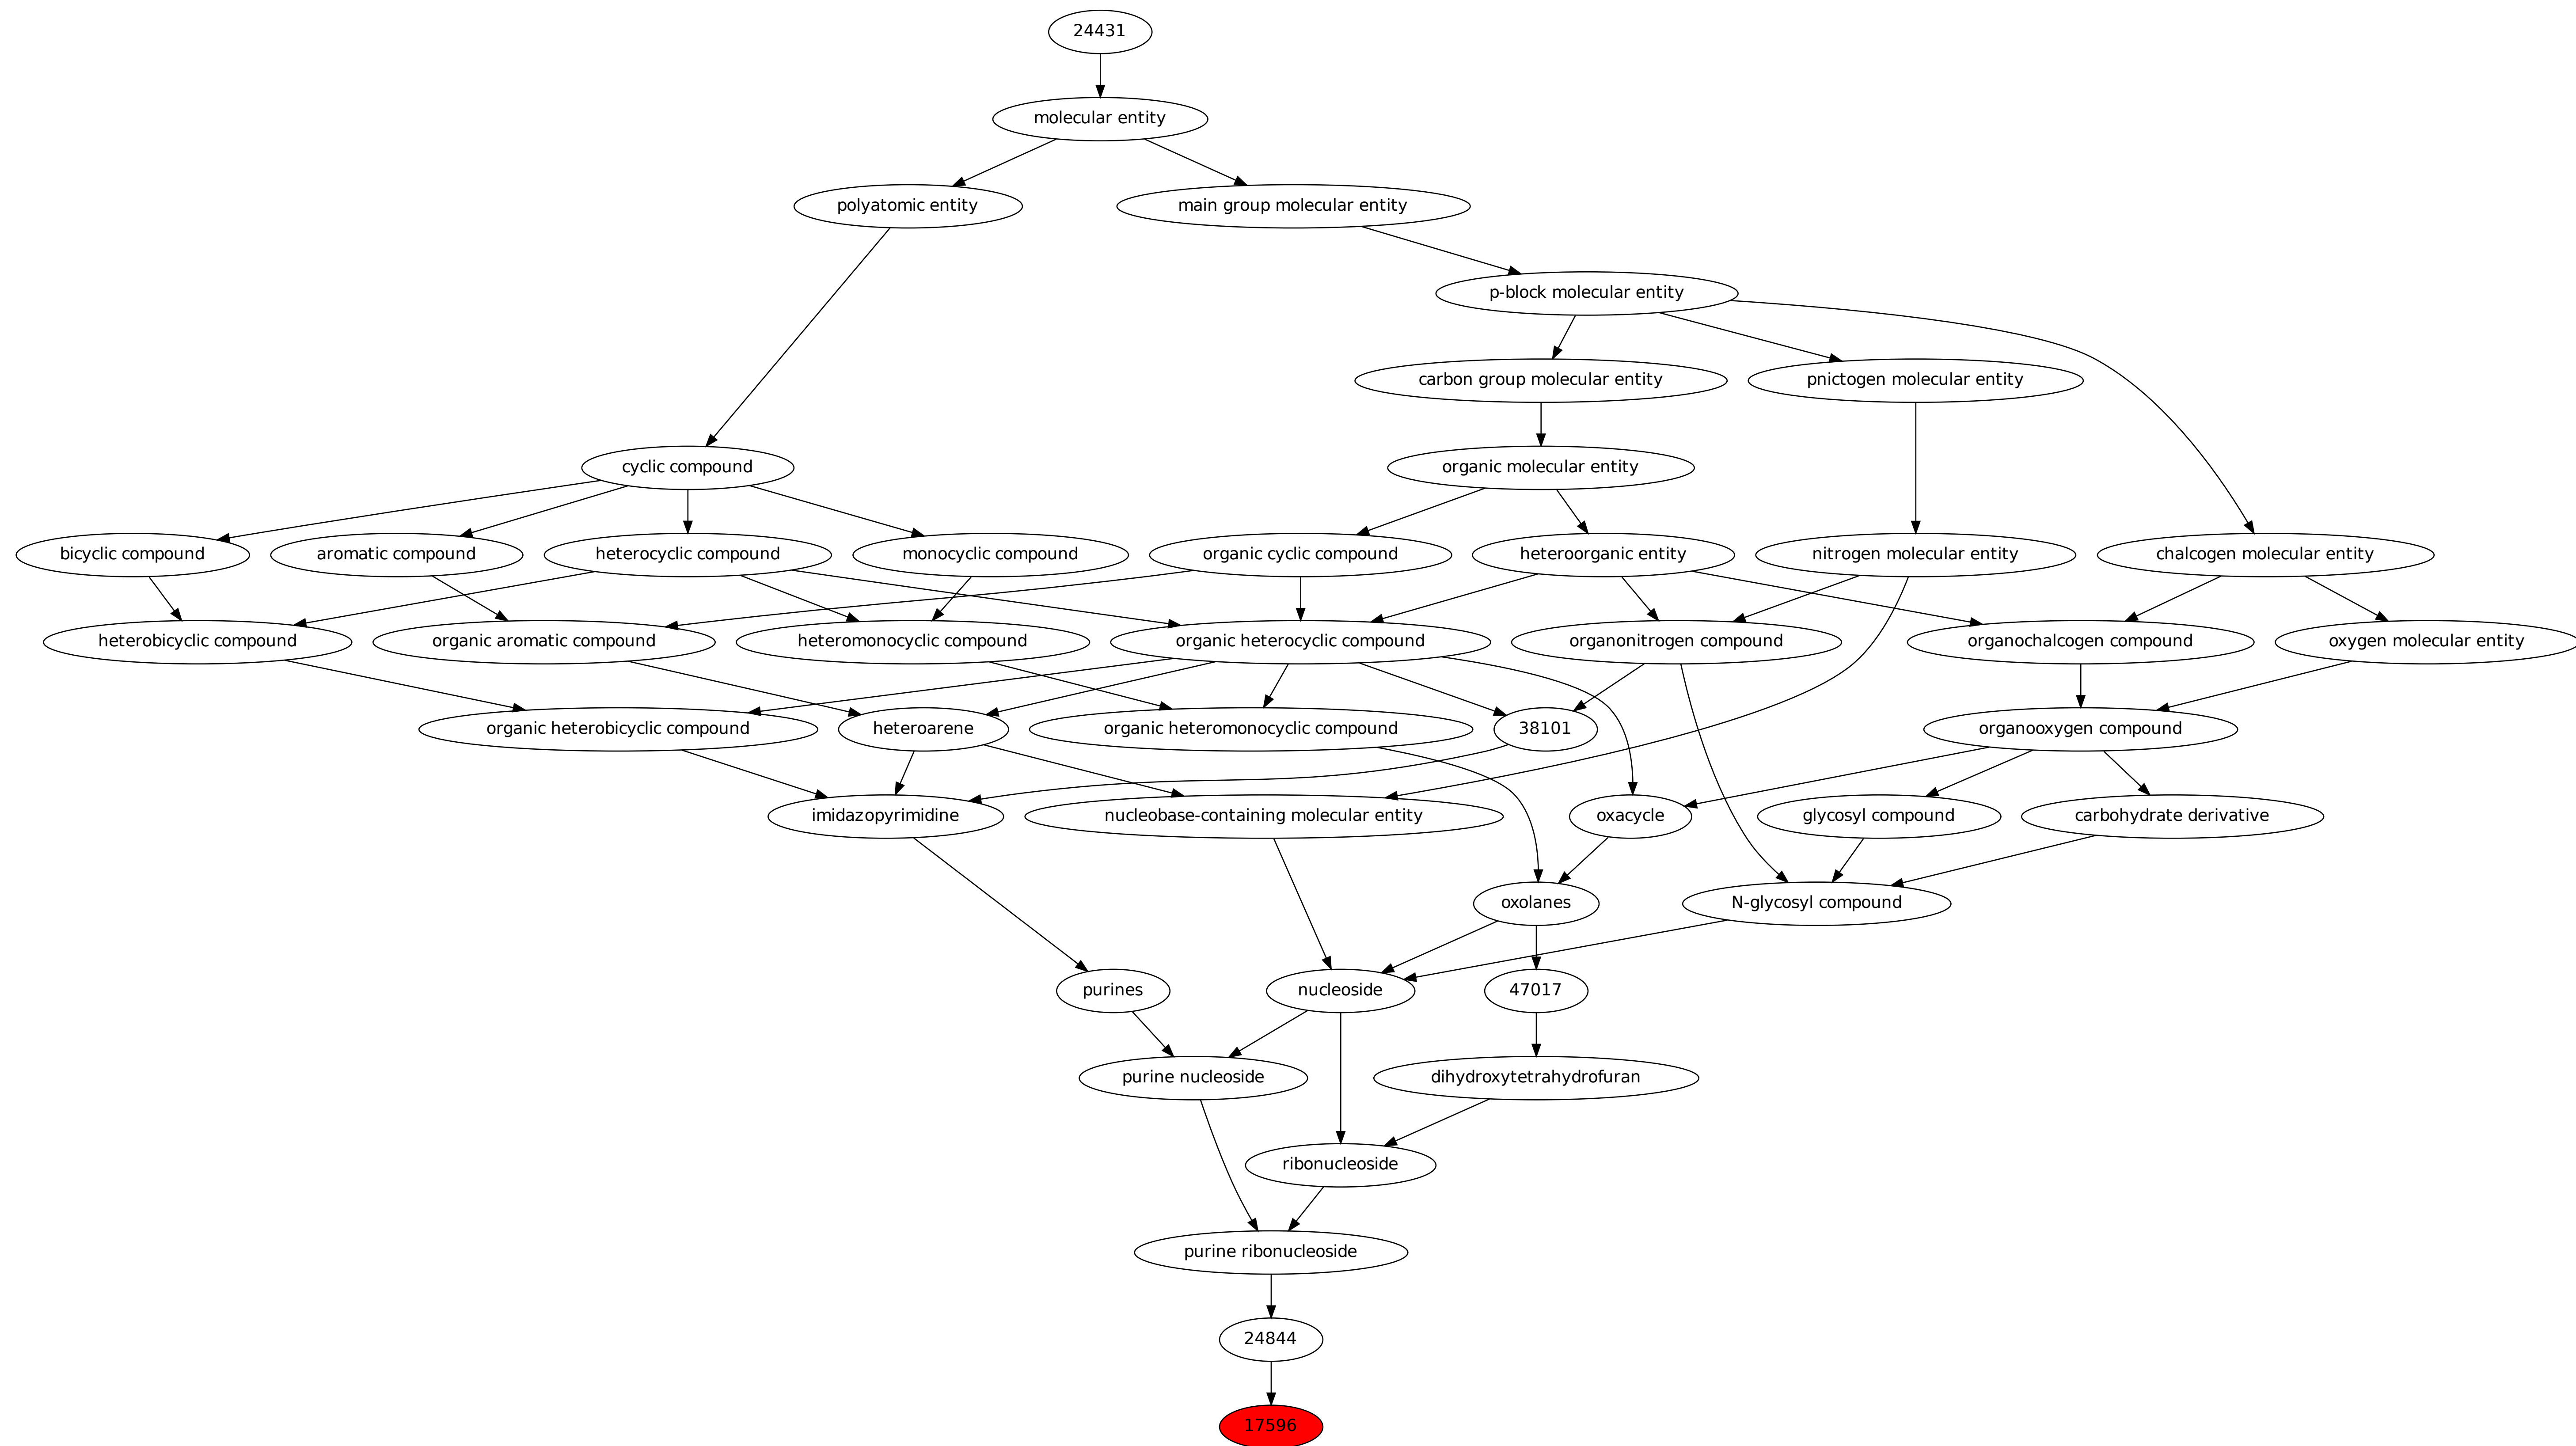 24431
molecular entity
polyatomic entity
main group molecular entity
p-block molecular entity
carbon group molecular entity
pnictogen molecular entity
cyclic compound
organic molecular entity
bicyclic compound
aromatic compound
heterocyclic compound
monocyclic compound
organic cyclic compound
heteroorganic entity
nitrogen molecular entity
chalcogen molecular entity
heterobicyclic compound
organic aromatic compound
heteromonocyclic compound
organic heterocyclic compound
organonitrogen compound
organochalcogen compound
oxygen molecular entity
organic heterobicyclic compound
heteroarene
organic heteromonocyclic compound
38101
organooxygen compound
imidazopyrimidine
nucleobase-containing molecular entity
oxacycle
glycosyl compound
carbohydrate derivative
oxolanes
N-glycosyl compound
purines
nucleoside
47017
purine nucleoside
dihydroxytetrahydrofuran
ribonucleoside
purine ribonucleoside
24844
17596